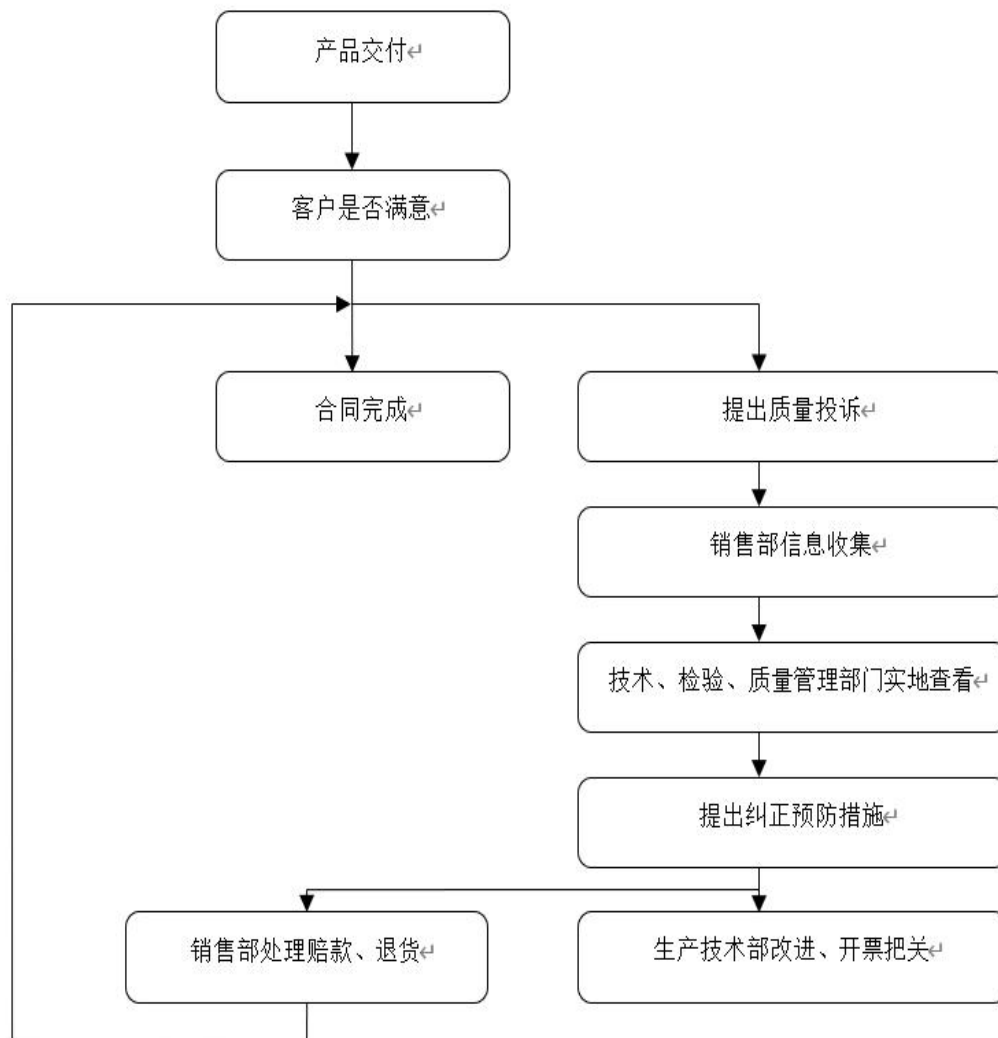 产品交付
客户是否满意
合同完成
提出质量投诉
销售部信息收集
技术、检验、质量管理部门实地查看
提出纠正预防措施
销售部处理赔款、退货
生产技术部改进、开票把关